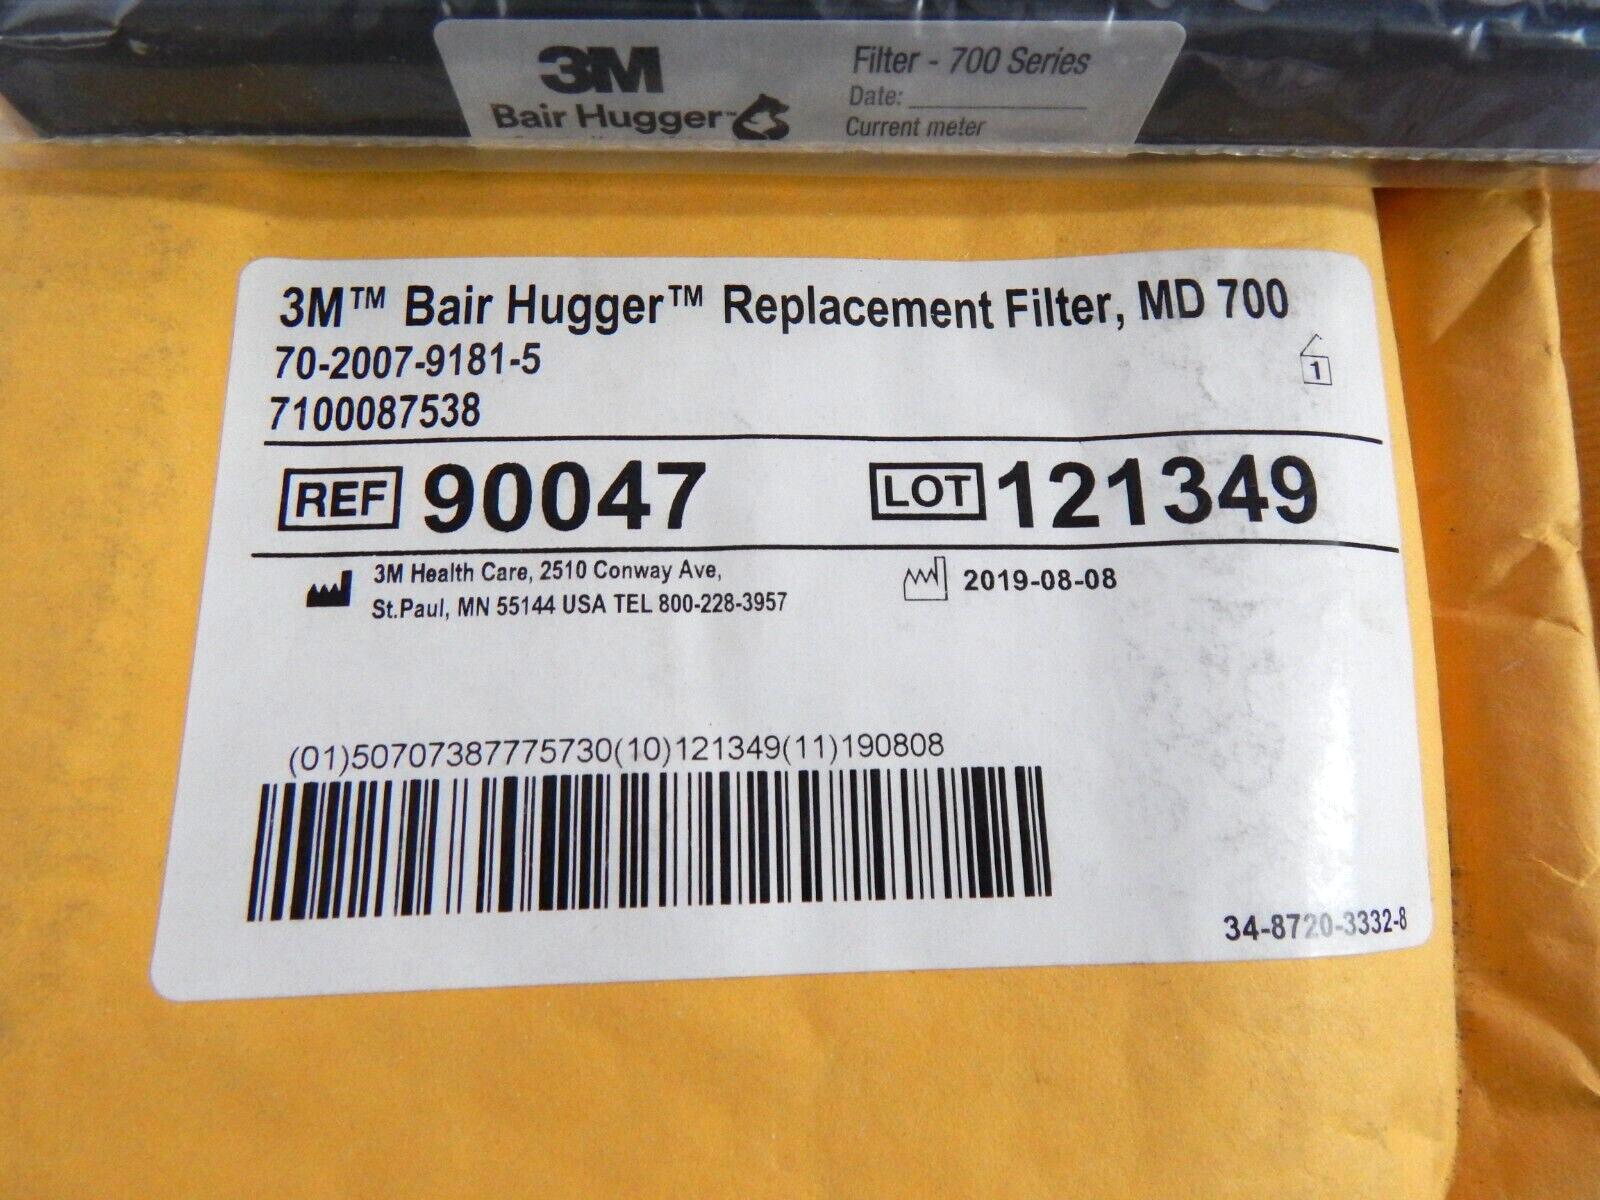 3M
Bair Hugger™
Filter - 700 Series
Date:
Current meter
3M™ Bair Hugger™ Replacement Filter, MD 700
70-2007-9181-5
1
7100087538
REF 90047 LOT 121349
3M Health Care, 2510 Conway Ave,
St.Paul, MN 55144 USA TEL 800-228-3957
2019-08-08
(01)50707387775730(10)121349(11)190808
34-8720-3332-8